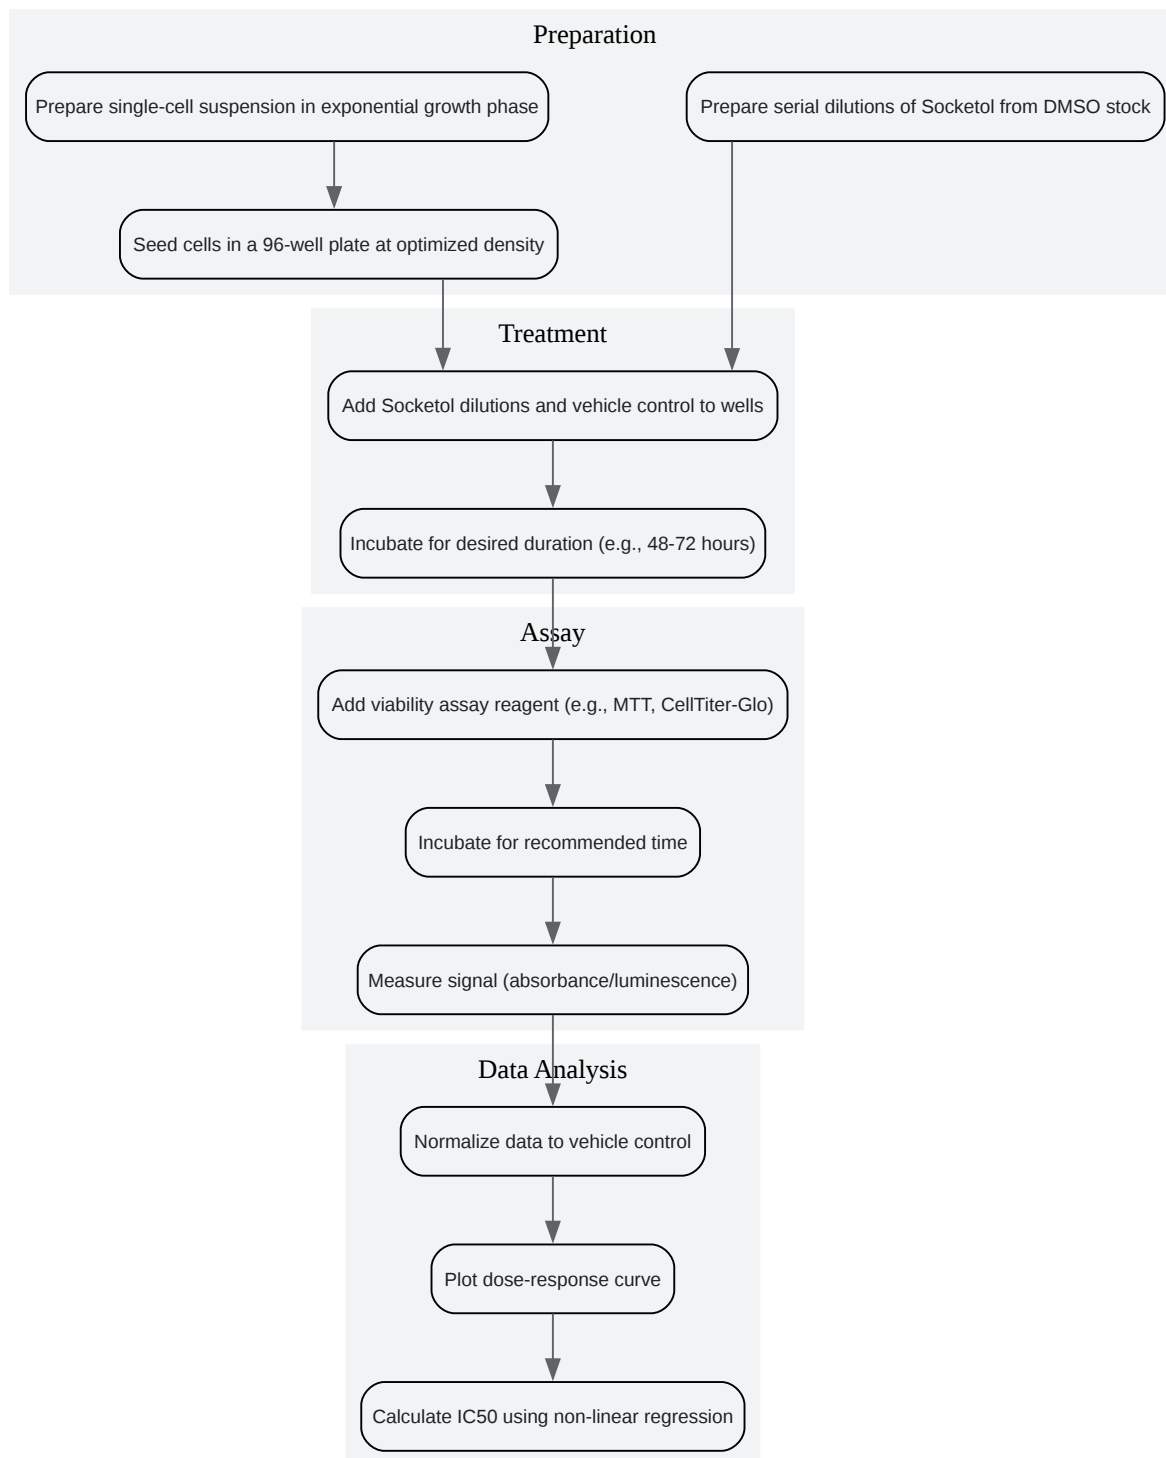 Preparation
Prepare single-cell suspension in exponential growth phase
Prepare serial dilutions of Socketol from DMSO stock
Seed cells in a 96-well plate at optimized density
Treatment
Add Socketol dilutions and vehicle control to wells
Incubate for desired duration (e.g., 48-72 hours)
Assay
Add viability assay reagent (e.g., MTT, CellTiter-Glo)
Incubate for recommended time
Measure signal (absorbance/luminescence)
Data Analysis
Normalize data to vehicle control
Plot dose-response curve
Calculate IC50 using non-linear regression